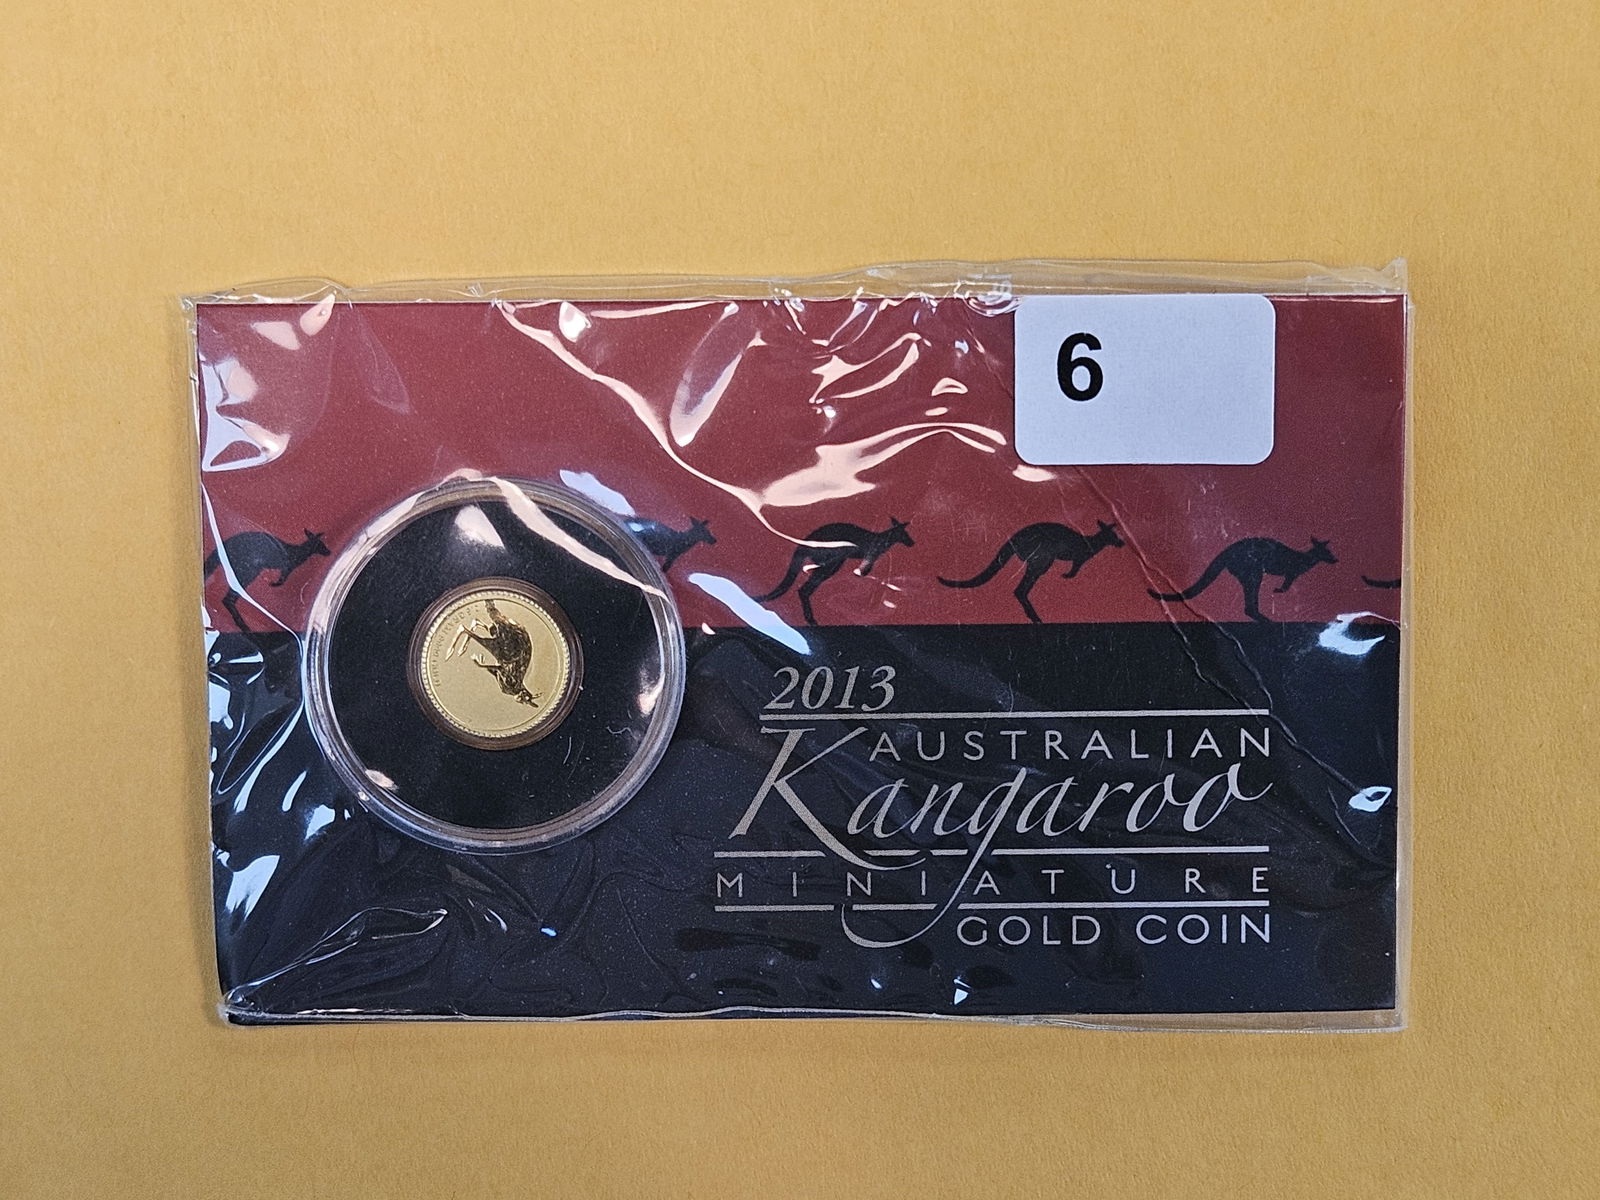 6
2013
AUSTRALIAN
Kangaroo
MINIATURE
GOLD COIN